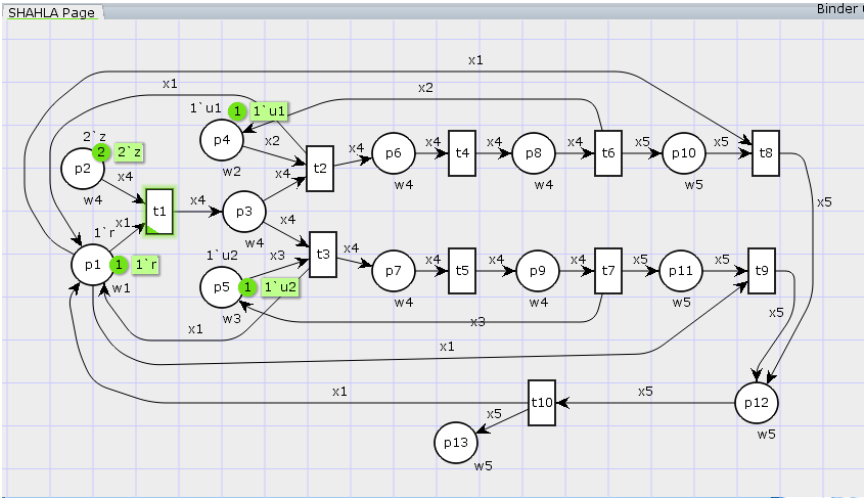 SHAHLA Page
Binder
x1
x1
x2
1`u1
1
1`u1
p4
x2
w2
2`z
2
2`z
p2
x4
w4
t2
x4
p6
w4
x4
t4
x4
p8
w4
x4
t6
x5
p10
w5
x5
t8
x4
t1
x4
p3
w4
x4
x5
1`r
x1
p1
1
1`r
w1
1`u2
x3
p5
1
1`u2
w3
t3
x4
p7
w4
x4
t5
x4
p9
w4
x4
t7
x5
p11
w5
x5
t9
x5
x1
x3
x1
x1
t10
x5
p12
w5
x5
p13
w5